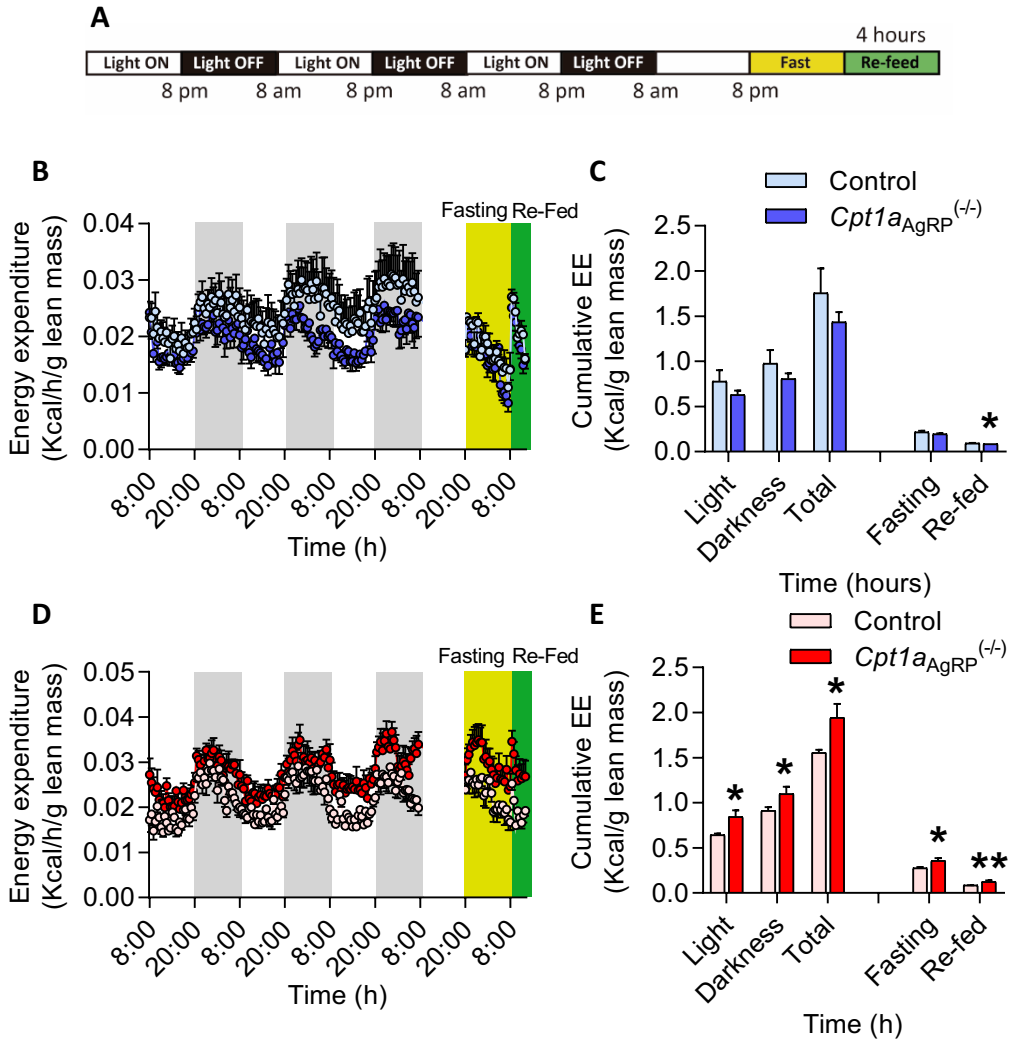 A
4 hours
Light ON Light OFF Light ON Light OFF Light ON Light OFF Fast Re-feed
8 pm 8 am 8 pm 8 am 8 pm 8 am 8 pm
B
Fasting Re-Fed
Energy expenditure
(Kcal/h/g lean mass)
0.04
0.03
0.02
0.01
0.00
8:00 20:00 8:00 20:00 8:00 20:00 8:00 20:00 8:00
Time (h)
C
Control
Cpt1a AgRP (-/-)
Cumulative EE
(Kcal/g lean mass)
2.5
2.0
1.5
1.0
0.5
0.0
*
Light Darkness Total Fasting Re-fed
Time (hours)
D
Fasting Re-Fed
Energy expenditure
(Kcal/h/g lean mass)
0.05
0.04
0.03
0.02
0.01
0.00
8:00 20:00 8:00 20:00 8:00 20:00 8:00 20:00 8:00
Time (h)
E
Control
Cpt1a AgRP (-/-)
Cumulative EE
(Kcal/g lean mass)
2.5
2.0
1.5
1.0
0.5
0.0
* * * * **
Light Darkness Total Fasting Re-fed
Time (h)